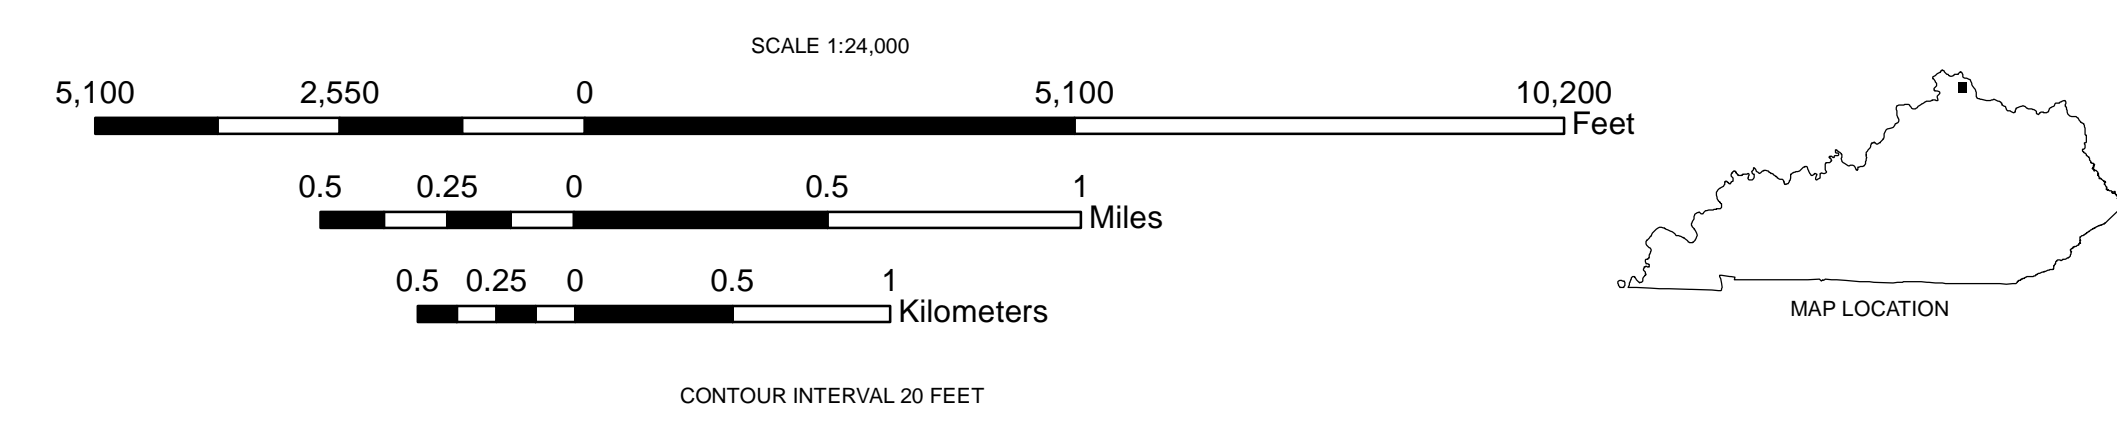 SCALE 1:24,000
5,100 2,550 0 5,100 10,200
Feet
0.5 0.25 0 0.5 1
Miles
0.5 0.25 0 0.5 1
Kilometers
CONTOUR INTERVAL 20 FEET
MAP LOCATION